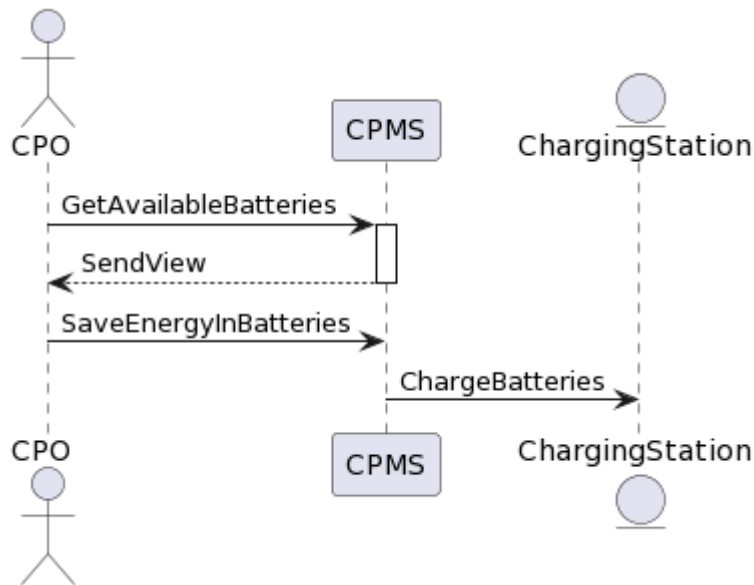 CPO
CPMS
ChargingStation
GetAvailableBatteries
SendView
SaveEnergyInBatteries
ChargeBatteries
CPO
CPMS
ChargingStation